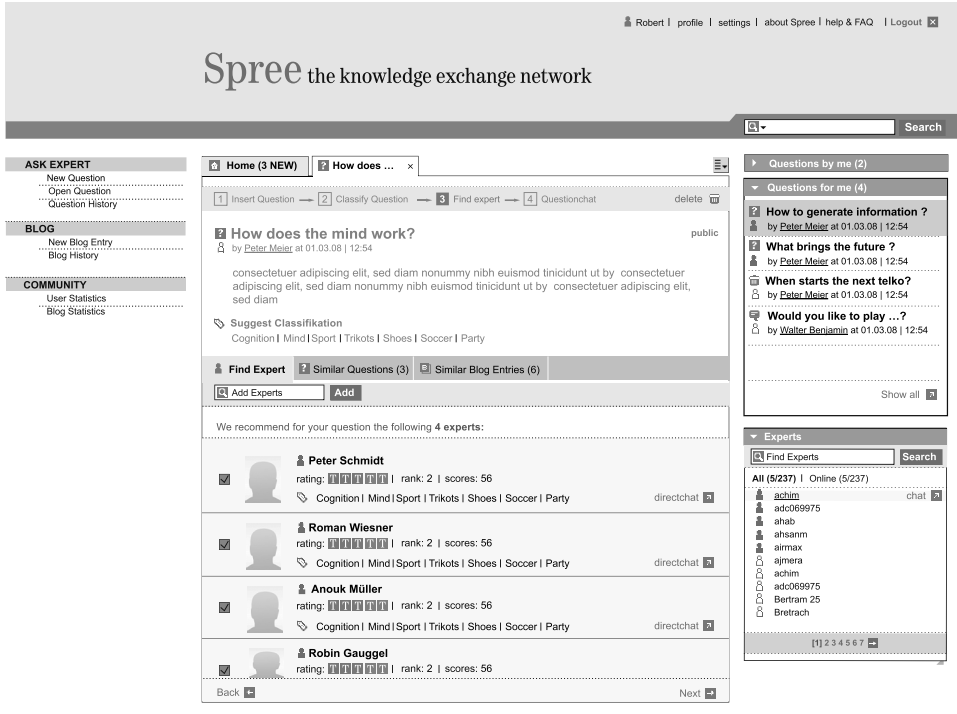 Robert | profile | settings | about Spree | help & FAQ | Logout
Spree the knowledge exchange network
Search
ASK EXPERT
New Question
Open Question
Question History
BLOG
New Blog Entry
Blog History
COMMUNITY
User Statistics
Blog Statistics
Home (3 NEW)
? How does ... ×
1 Insert Question 2 Classify Question 3 Find expert 4 Questionchat delete
? How does the mind work? public
by Peter Meier at 01.03.08 | 12:54
consectetuer adipiscing elit, sed diam nonummy nibh euismod tinicidunt ut by consectetuer
adipiscing elit, sed diam nonummy nibh euismod tinicidunt ut by consectetuer adipiscing elit,
sed diam
Suggest Classifikation
Cognition | Mind | Sport | Trikots | Shoes | Soccer | Party
Find Expert ? Similar Questions (3) B Similar Blog Entries (6)
Add Experts Add
We recommend for your question the following 4 experts:
Peter Schmidt
rating: T T T T T | rank: 2 | scores: 56
Cognition | Mind | Sport | Trikots | Shoes | Soccer | Party directchat
Roman Wiesner
rating: T T T T T | rank: 2 | scores: 56
Cognition | Mind | Sport | Trikots | Shoes | Soccer | Party directchat
Anouk Müller
rating: T T T T T | rank: 2 | scores: 56
Cognition | Mind | Sport | Trikots | Shoes | Soccer | Party directchat
Robin Gauggel
rating: T T T T T | rank: 2 | scores: 56
Back Next
Questions by me (2)
Questions for me (4)
? How to generate information ?
by Peter Meier at 01.03.08 | 12:54
? What brings the future ?
by Peter Meier at 01.03.08 | 12:54
When starts the next telko?
by Peter Meier at 01.03.08 | 12:54
Would you like to play ...?
by Walter Benjamin at 01.03.08 | 12:54
Show all
Experts
Find Experts Search
All (5/237) | Online (5/237)
achim chat
adc069975
ahab
ahsanm
airmax
ajmera
achim
adc069975
Bertram 25
Bretrach
[1] 2 3 4 5 6 7